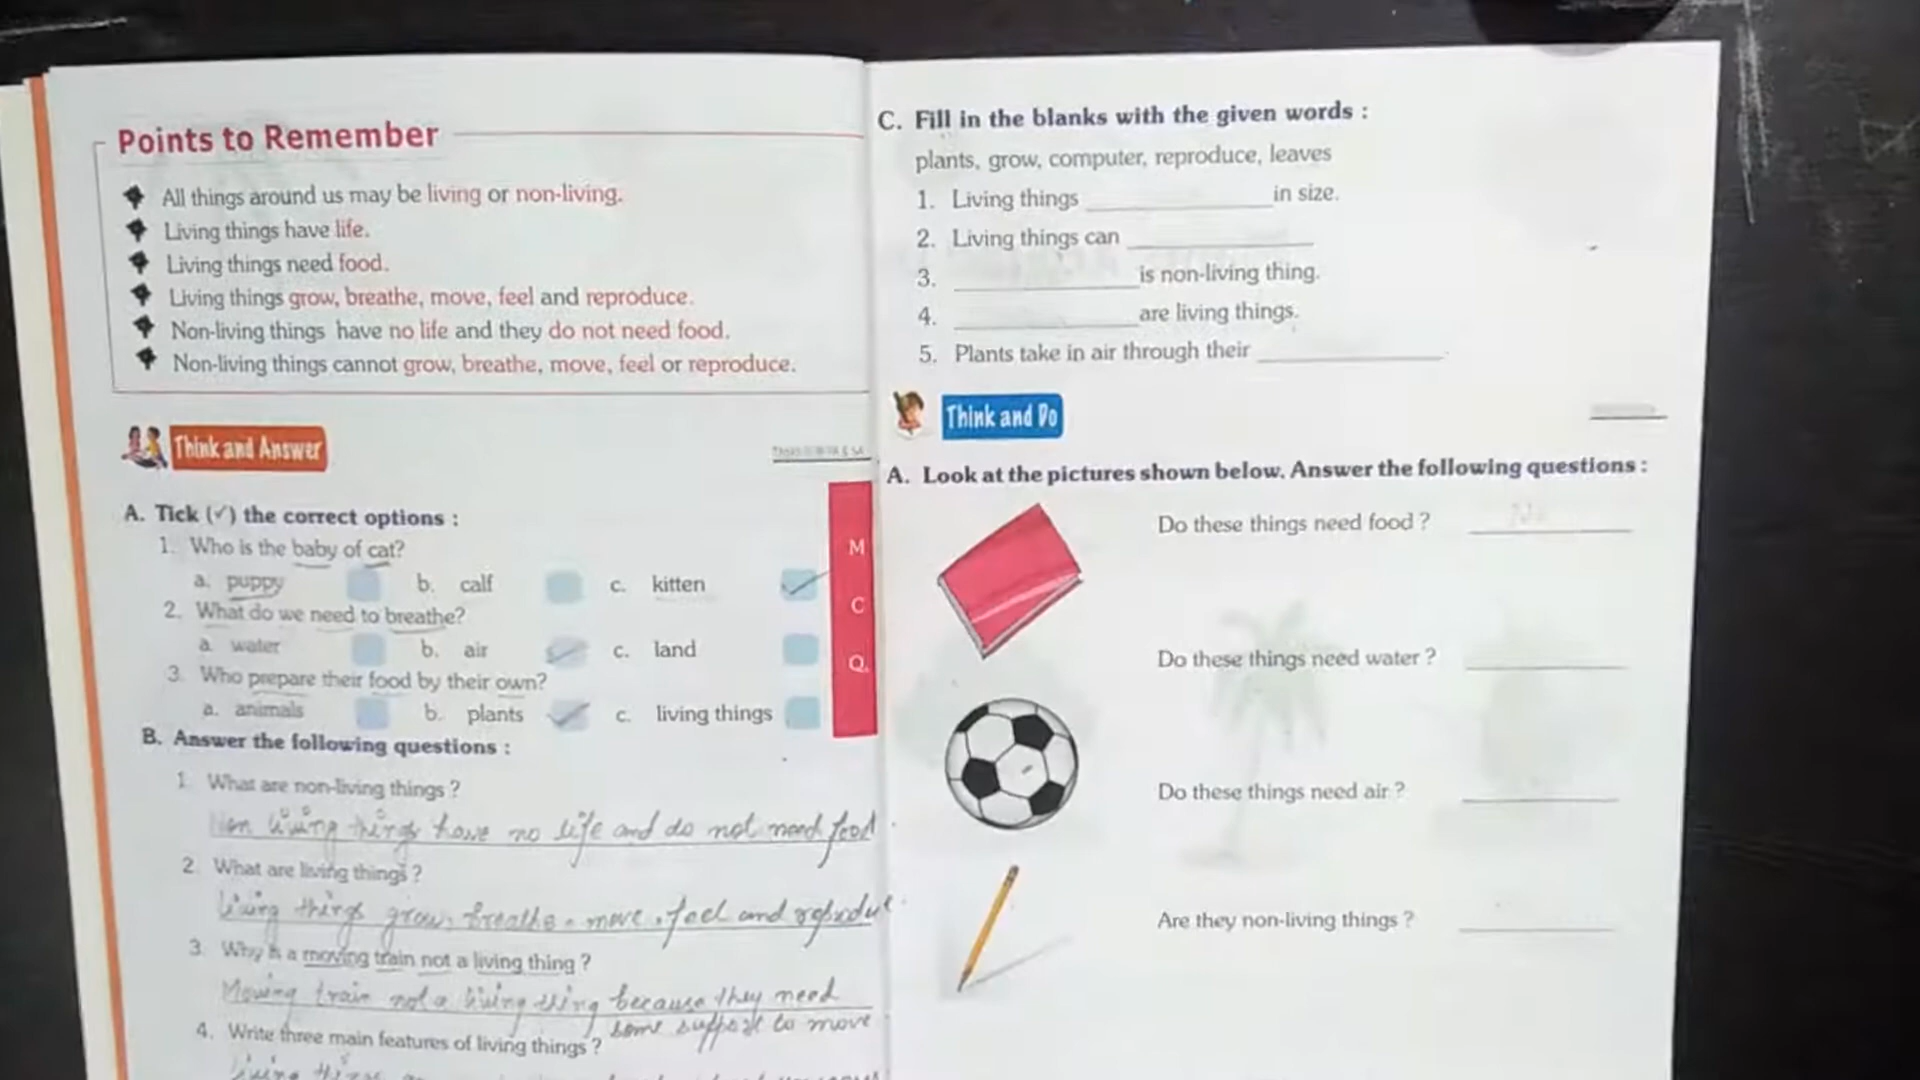 Points to Remember
All things around us may be living or non-living.
Living things have life.
Living things need food.
Living things grow, breathe, move, feel and reproduce.
Non-living things have no life and they do not need food.
Non-living things cannot grow, breathe, move, feel or reproduce.
Think and Answer
A. Tick (✓) the correct options :
1. Who is the baby of cat?
a. puppy b. calf c. kitten
2. What do we need to breathe?
a. water b. air c. land
3. Who prepare their food by their own?
a. animals b. plants c. living things
M
C
Q.
B. Answer the following questions :
1. What are non-living things ?
Non living things have no life and do not need food.
2. What are living things ?
living things grow, breathe, move, feel and
3. Why is a moving train not a living thing ?
Moving train not a living thing because they need
some support to move
4. Write three main features of living things ?
living things
C. Fill in the blanks with the given words :
plants, grow, computer, reproduce, leaves
1. Living things ____________ in size.
2. Living things can ____________
3. ____________ is non-living thing.
4. ____________ are living things.
5. Plants take in air through their ____________.
Think and Do
A. Look at the pictures shown below. Answer the following questions :
Do these things need food ? No
Do these things need water ?
Do these things need air ?
Are they non-living things ?